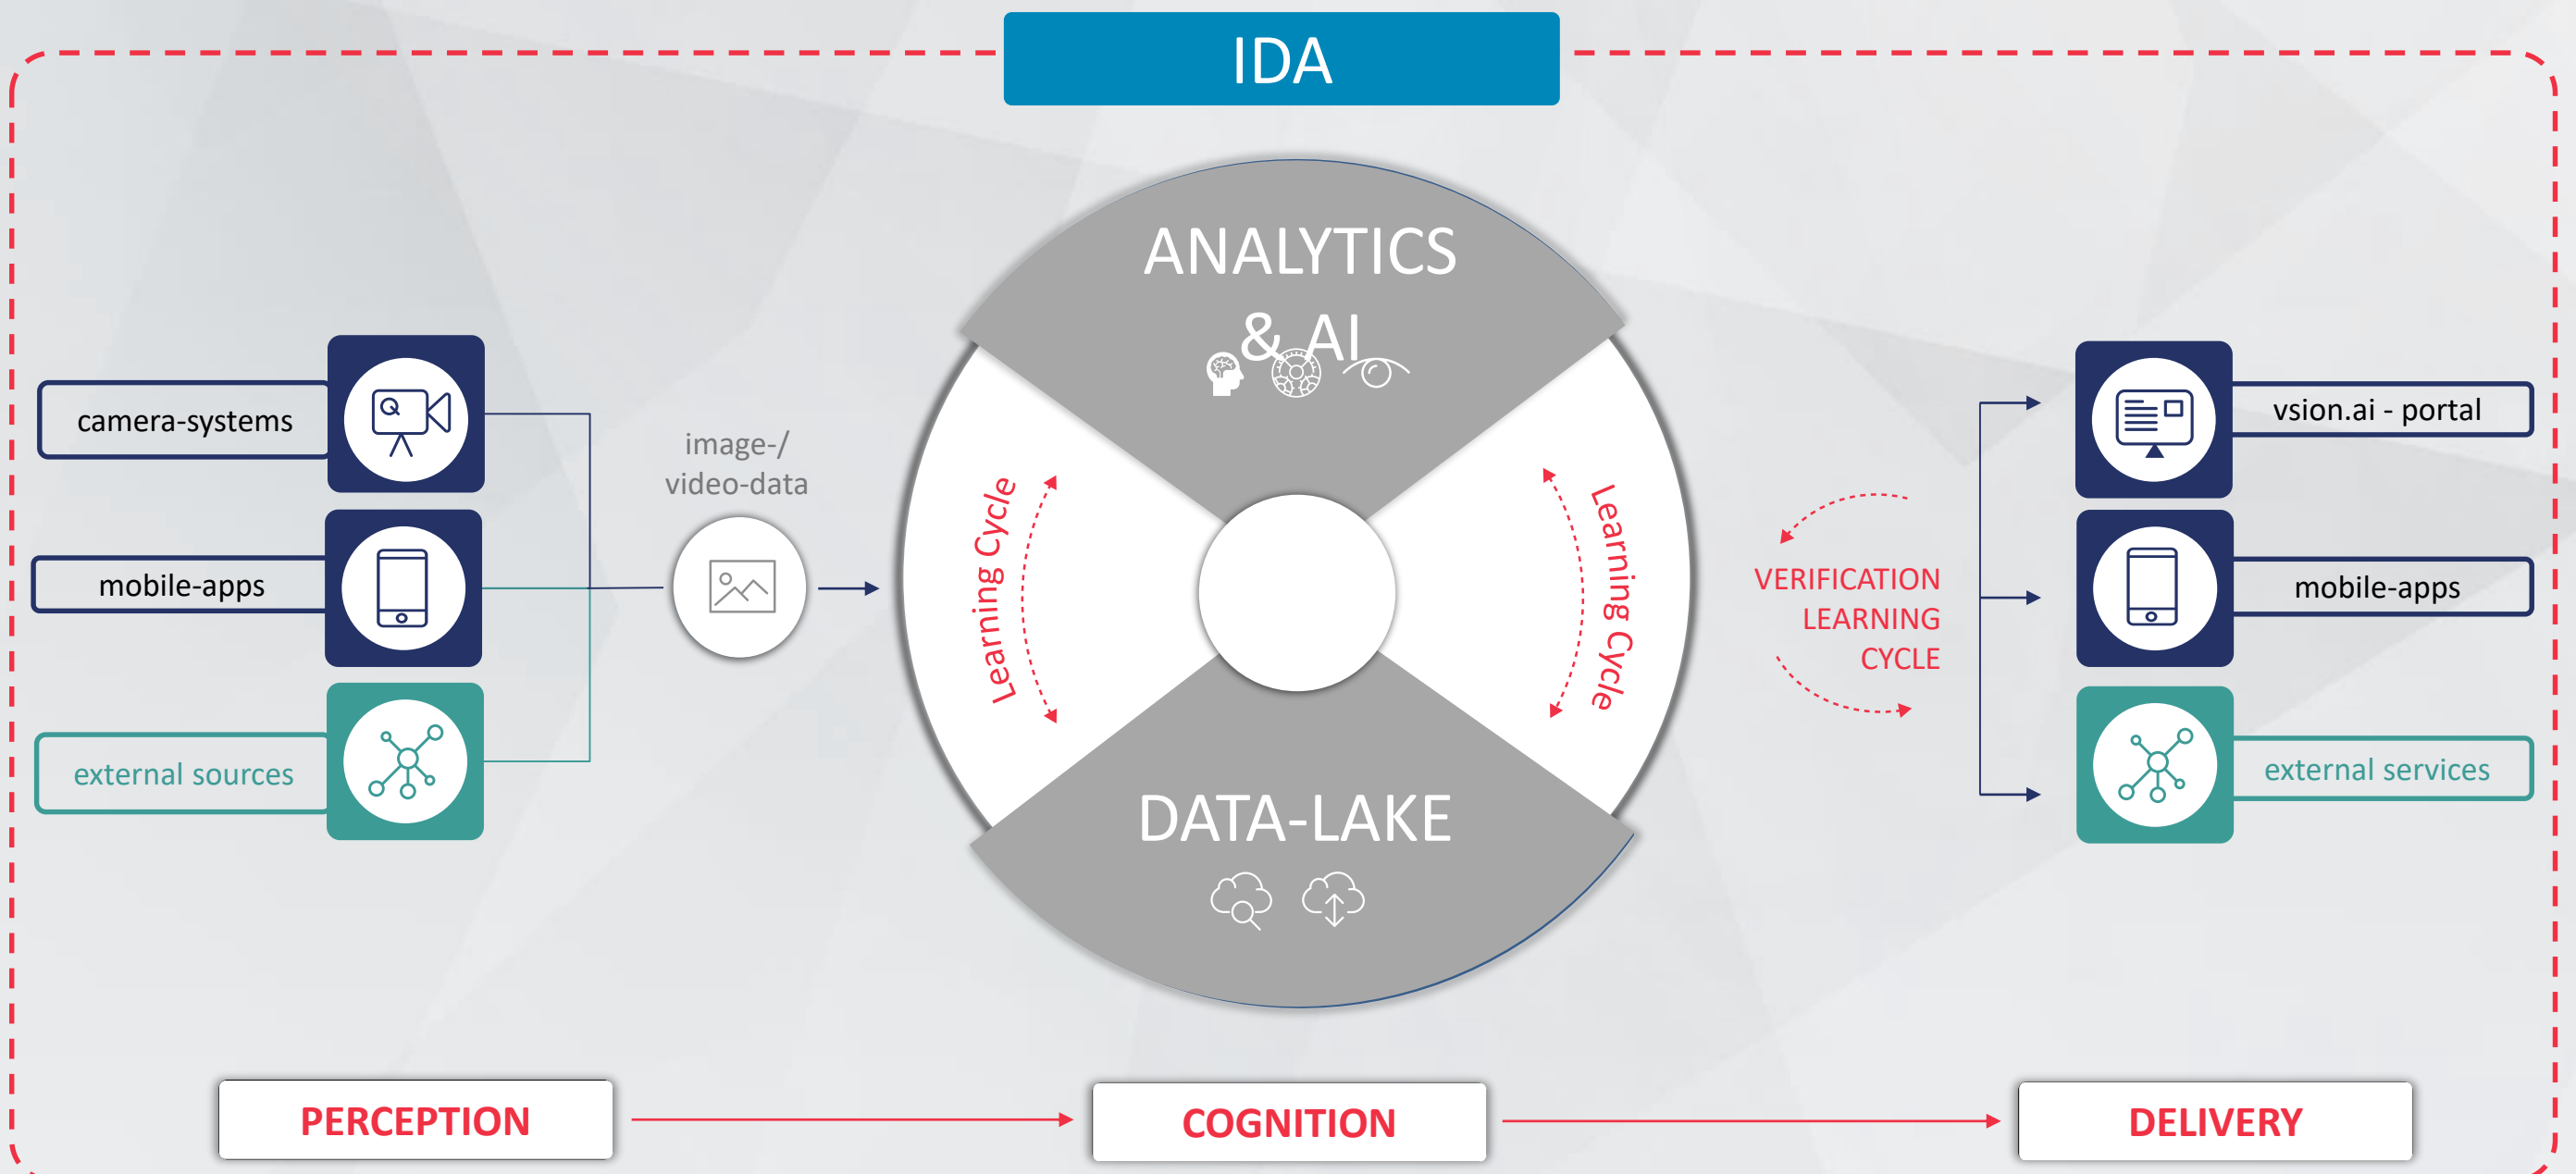 IDA
ANALYTICS
& AI
camera-systems
mobile-apps
external sources
image-/
video-data
Learning Cycle
Learning Cycle
DATA-LAKE
VERIFICATION
LEARNING
CYCLE
vsion.ai - portal
mobile-apps
external services
PERCEPTION
COGNITION
DELIVERY